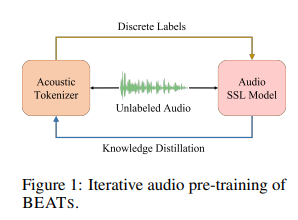 Discrete Labels
Acoustic
Tokenizer
Unlabeled Audio
Audio
SSL Model
Knowledge Distillation
Figure 1: Iterative audio pre-training of
BEATS.